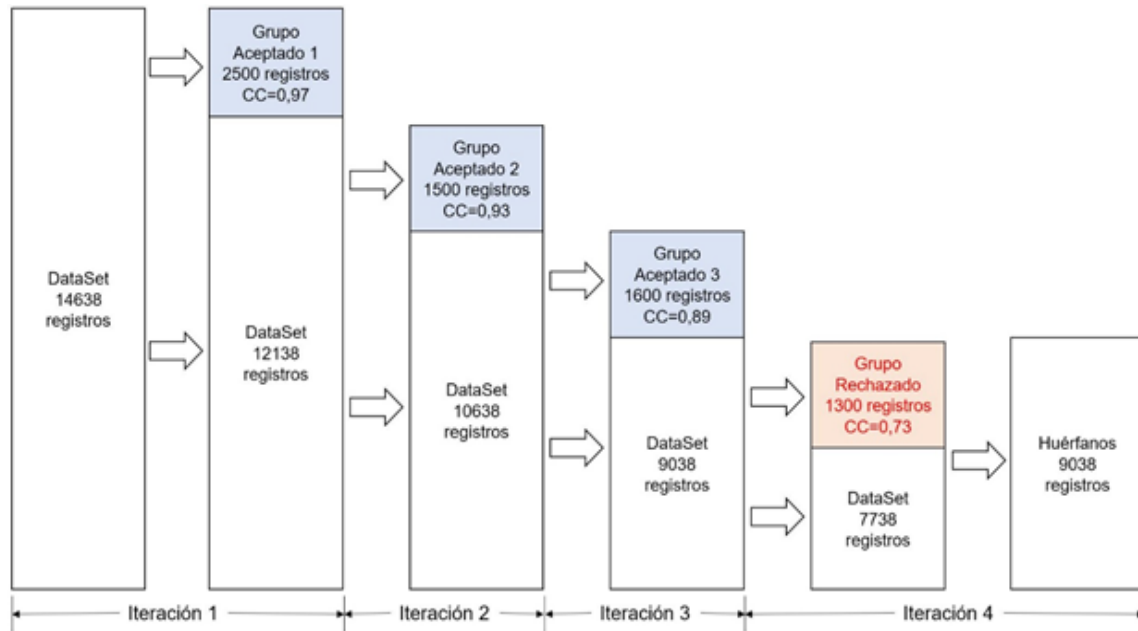 Grupo
Aceptado 1
2500 registros
CC=0,97
Grupo
Aceptado 2
1500 registros
CC=0,93
Grupo
Aceptado 3
1600 registros
CC=0,89
DataSet
14638
registros
DataSet
12138
registros
DataSet
10638
registros
DataSet
9038
registros
Grupo
Rechazado
1300 registros
CC=0,73
DataSet
7738
registros
Huérfanos
9038
registros
Iteración 1
Iteración 2
Iteración 3
Iteración 4